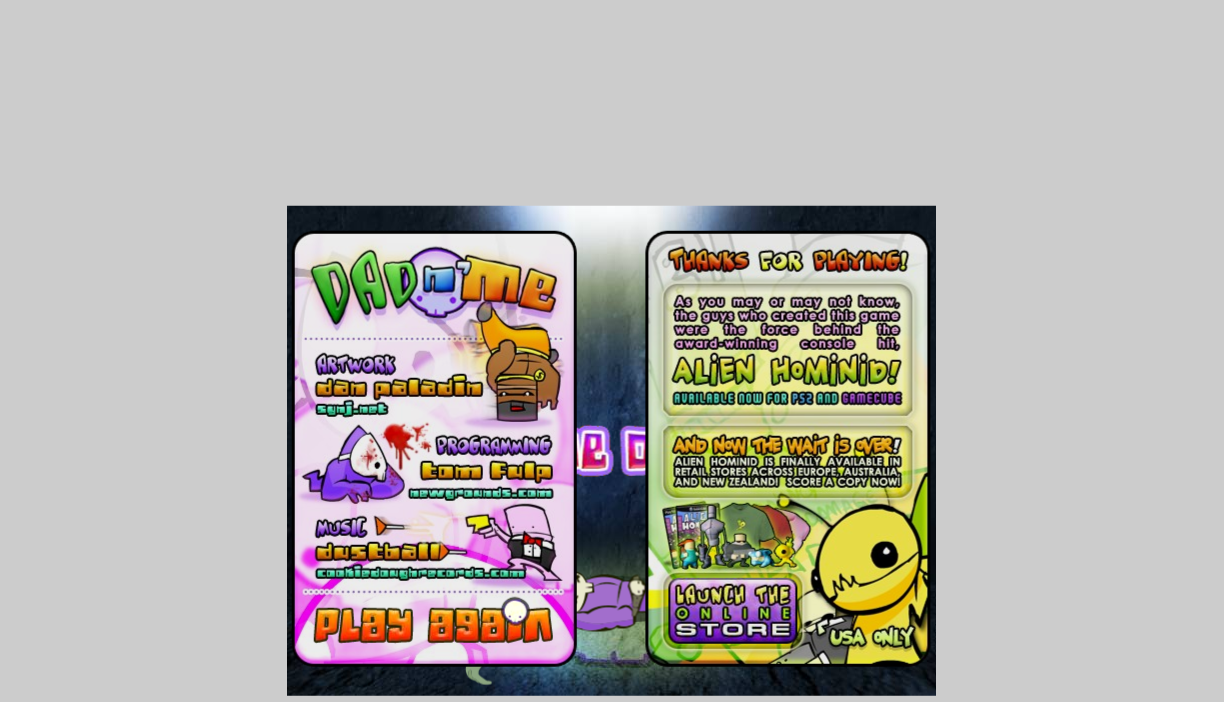 DAD n' ME
ARTWORK
dan paladin
synj.net
PROGRAMMING
tom fulp
newgrounds.com
MUSIC
dustball
cookiedoughrecords.com
PLAY AGAIN
THANKS FOR PLAYING!
As you may or may not know,
the guys who created this game
were the force behind the
award-winning console hit,
ALiEN HOMiNiD!
AVAILABLE NOW FOR PS2 AND GAMECUBE
AND NOW THE WAIT iS OVER!
ALIEN HOMINID IS FINALLY AVAILABLE IN
RETAIL STORES ACROSS EUROPE, AUSTRALIA
AND NEW ZEALAND! SCORE A COPY NOW!
LAUNCH THE
ONLINE
STORE
USA ONLY